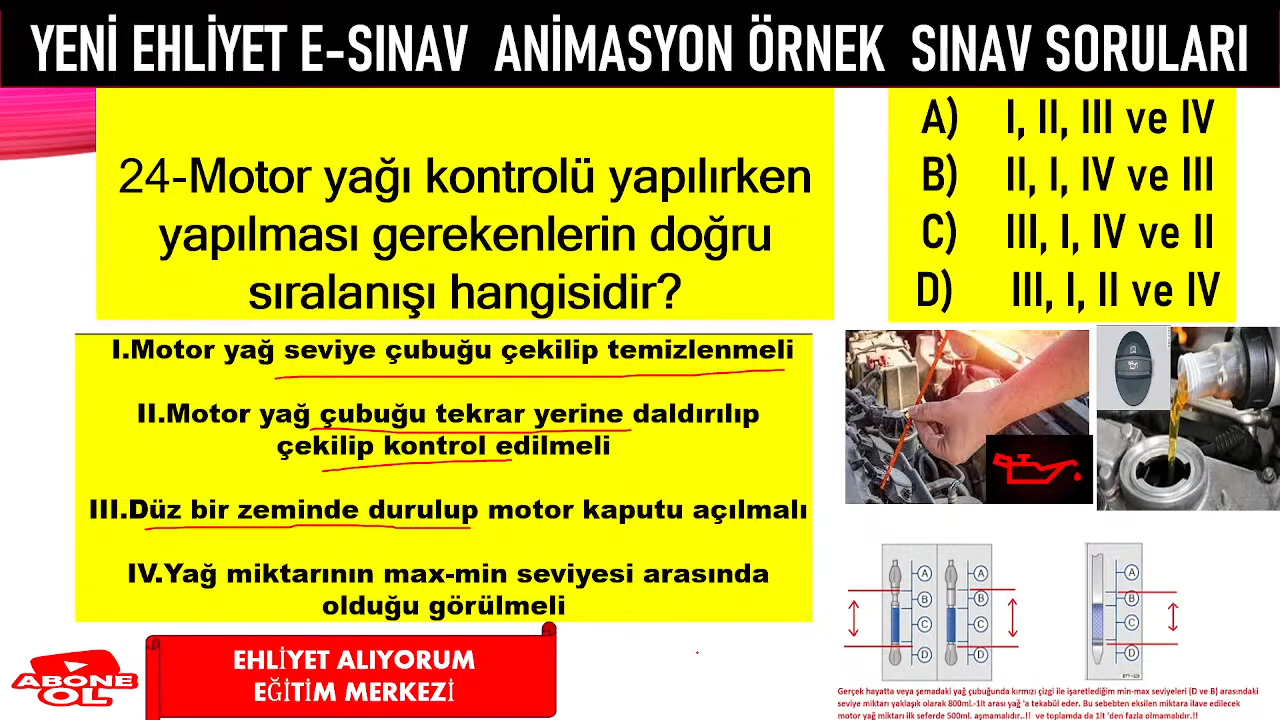 YENİ EHLİYET E-SINAV ANİMASYON ÖRNEK SINAV SORULARI
24-Motor yağı kontrolü yapılırken
yapılması gerekenlerin doğru
sıralanışı hangisidir?
A) I, II, III ve IV
B) II, I, IV ve III
C) III, I, IV ve II
D) III, I, II ve IV
I.Motor yağ seviye çubuğu çekilip temizlenmeli
II.Motor yağ çubuğu tekrar yerine daldırılıp
çekilip kontrol edilmeli
III.Düz bir zeminde durulup motor kaputu açılmalı
IV.Yağ miktarının max-min seviyesi arasında
olduğu görülmeli
A
B
C
D
A
B
C
D
A
B
C
D
EHLİYET ALIYORUM
EĞİTİM MERKEZİ
ABONE
OL
Gerçek hayatta veya şemadaki yağ çubuğunda kırmızı çizgi ile işaretlediğim min-max seviyeleri (D ve B) arasındaki
seviye miktarı yaklaşık olarak 800ml.-1lt arası yağ 'a tekabül eder. Bu sebebten eksilen miktara ilave edilecek
motor yağ miktarı ilk seferde 500ml. aşmamalıdır..!! ve toplamda da 1lt 'den fazla olmamalıdır.!!